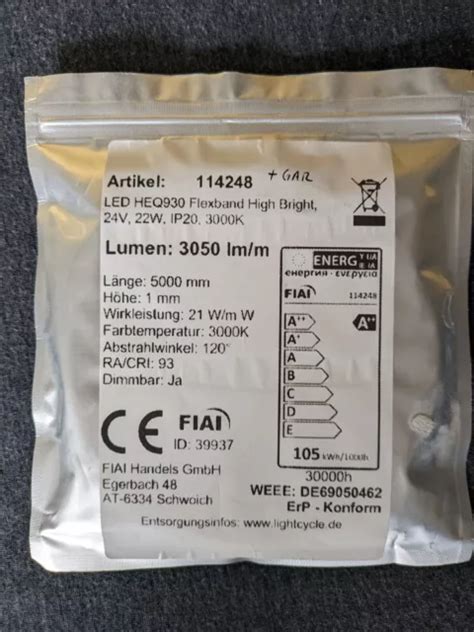 Artikel: 114248 + GAR
LED HEQ930 Flexband High Bright,
24V, 22W, IP20, 3000K
Lumen: 3050 lm/m
Länge: 5000 mm
Höhe: 1 mm
Wirkleistung: 21 W/m W
Farbtemperatur: 3000K
Abstrahlwinkel: 120°
RA/CRI: 93
Dimmbar: Ja
CE FIAI
ID: 39937
FIAI Handels GmbH
Egerbach 48
AT-6334 Schwoich
ENERG Y IJA
IE IA
енергия · ενεργεια
FIAI 114248
A++ A++
A+
A
B
C
D
E
105 kWh/1000h
30000h
WEEE: DE69050462
ErP - Konform
Entsorgungsinfos: www.lightcycle.de